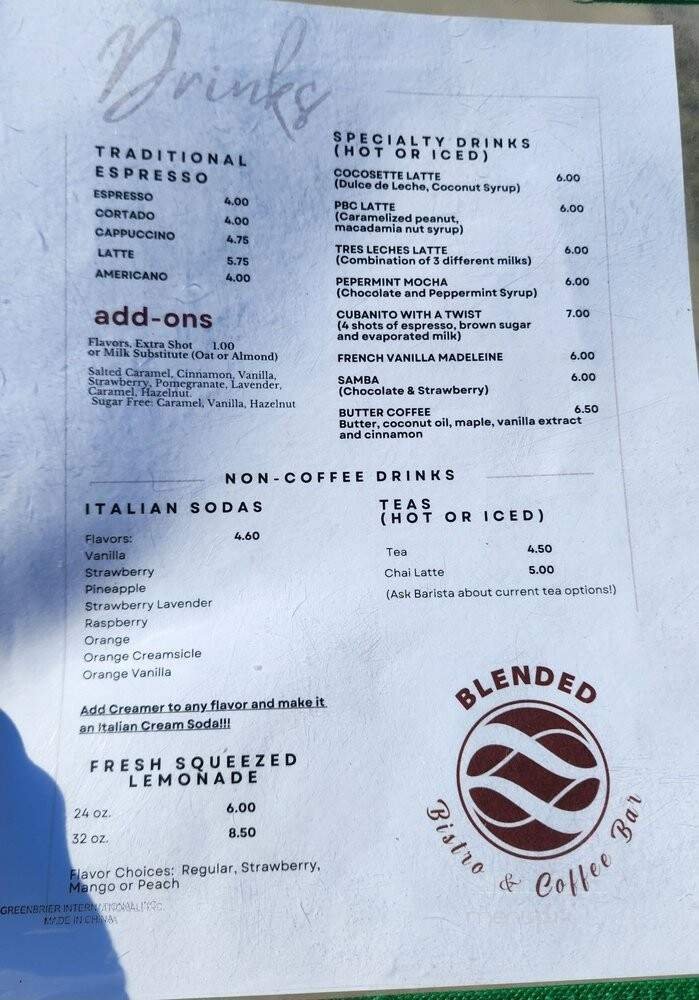 Drinks
TRADITIONAL
ESPRESSO
ESPRESSO 4.00
CORTADO 4.00
CAPPUCCINO 4.75
LATTE 5.75
AMERICANO 4.00
add-ons
Flavors, Extra Shot 1.00
or Milk Substitute (Oat or Almond)
Salted Caramel, Cinnamon, Vanilla,
Strawberry, Pomegranate, Lavender,
Caramel, Hazelnut.
Sugar Free: Caramel, Vanilla, Hazelnut
SPECIALTY DRINKS
(HOT OR ICED)
COCOSETTE LATTE 6.00
(Dulce de Leche, Coconut Syrup)
PBC LATTE 6.00
(Caramelized peanut,
macadamia nut syrup)
TRES LECHES LATTE 6.00
(Combination of 3 different milks)
PEPERMINT MOCHA 6.00
(Chocolate and Peppermint Syrup)
CUBANITO WITH A TWIST 7.00
(4 shots of espresso, brown sugar
and evaporated milk)
FRENCH VANILLA MADELEINE 6.00
SAMBA 6.00
(Chocolate & Strawberry)
BUTTER COFFEE 6.50
Butter, coconut oil, maple, vanilla extract
and cinnamon
NON-COFFEE DRINKS
ITALIAN SODAS
Flavors: 4.60
Vanilla
Strawberry
Pineapple
Strawberry Lavender
Raspberry
Orange
Orange Creamsicle
Orange Vanilla
Add Creamer to any flavor and make it
an Italian Cream Soda!!!
FRESH SQUEEZED
LEMONADE
24 oz. 6.00
32 oz. 8.50
Flavor Choices: Regular, Strawberry,
Mango or Peach
TEAS
(HOT OR ICED)
Tea 4.50
Chai Latte 5.00
(Ask Barista about current tea options!)
BLENDED
Bistro & Coffee Bar
GREENBRIER INTERNATIONAL, INC.
MADE IN CHINA